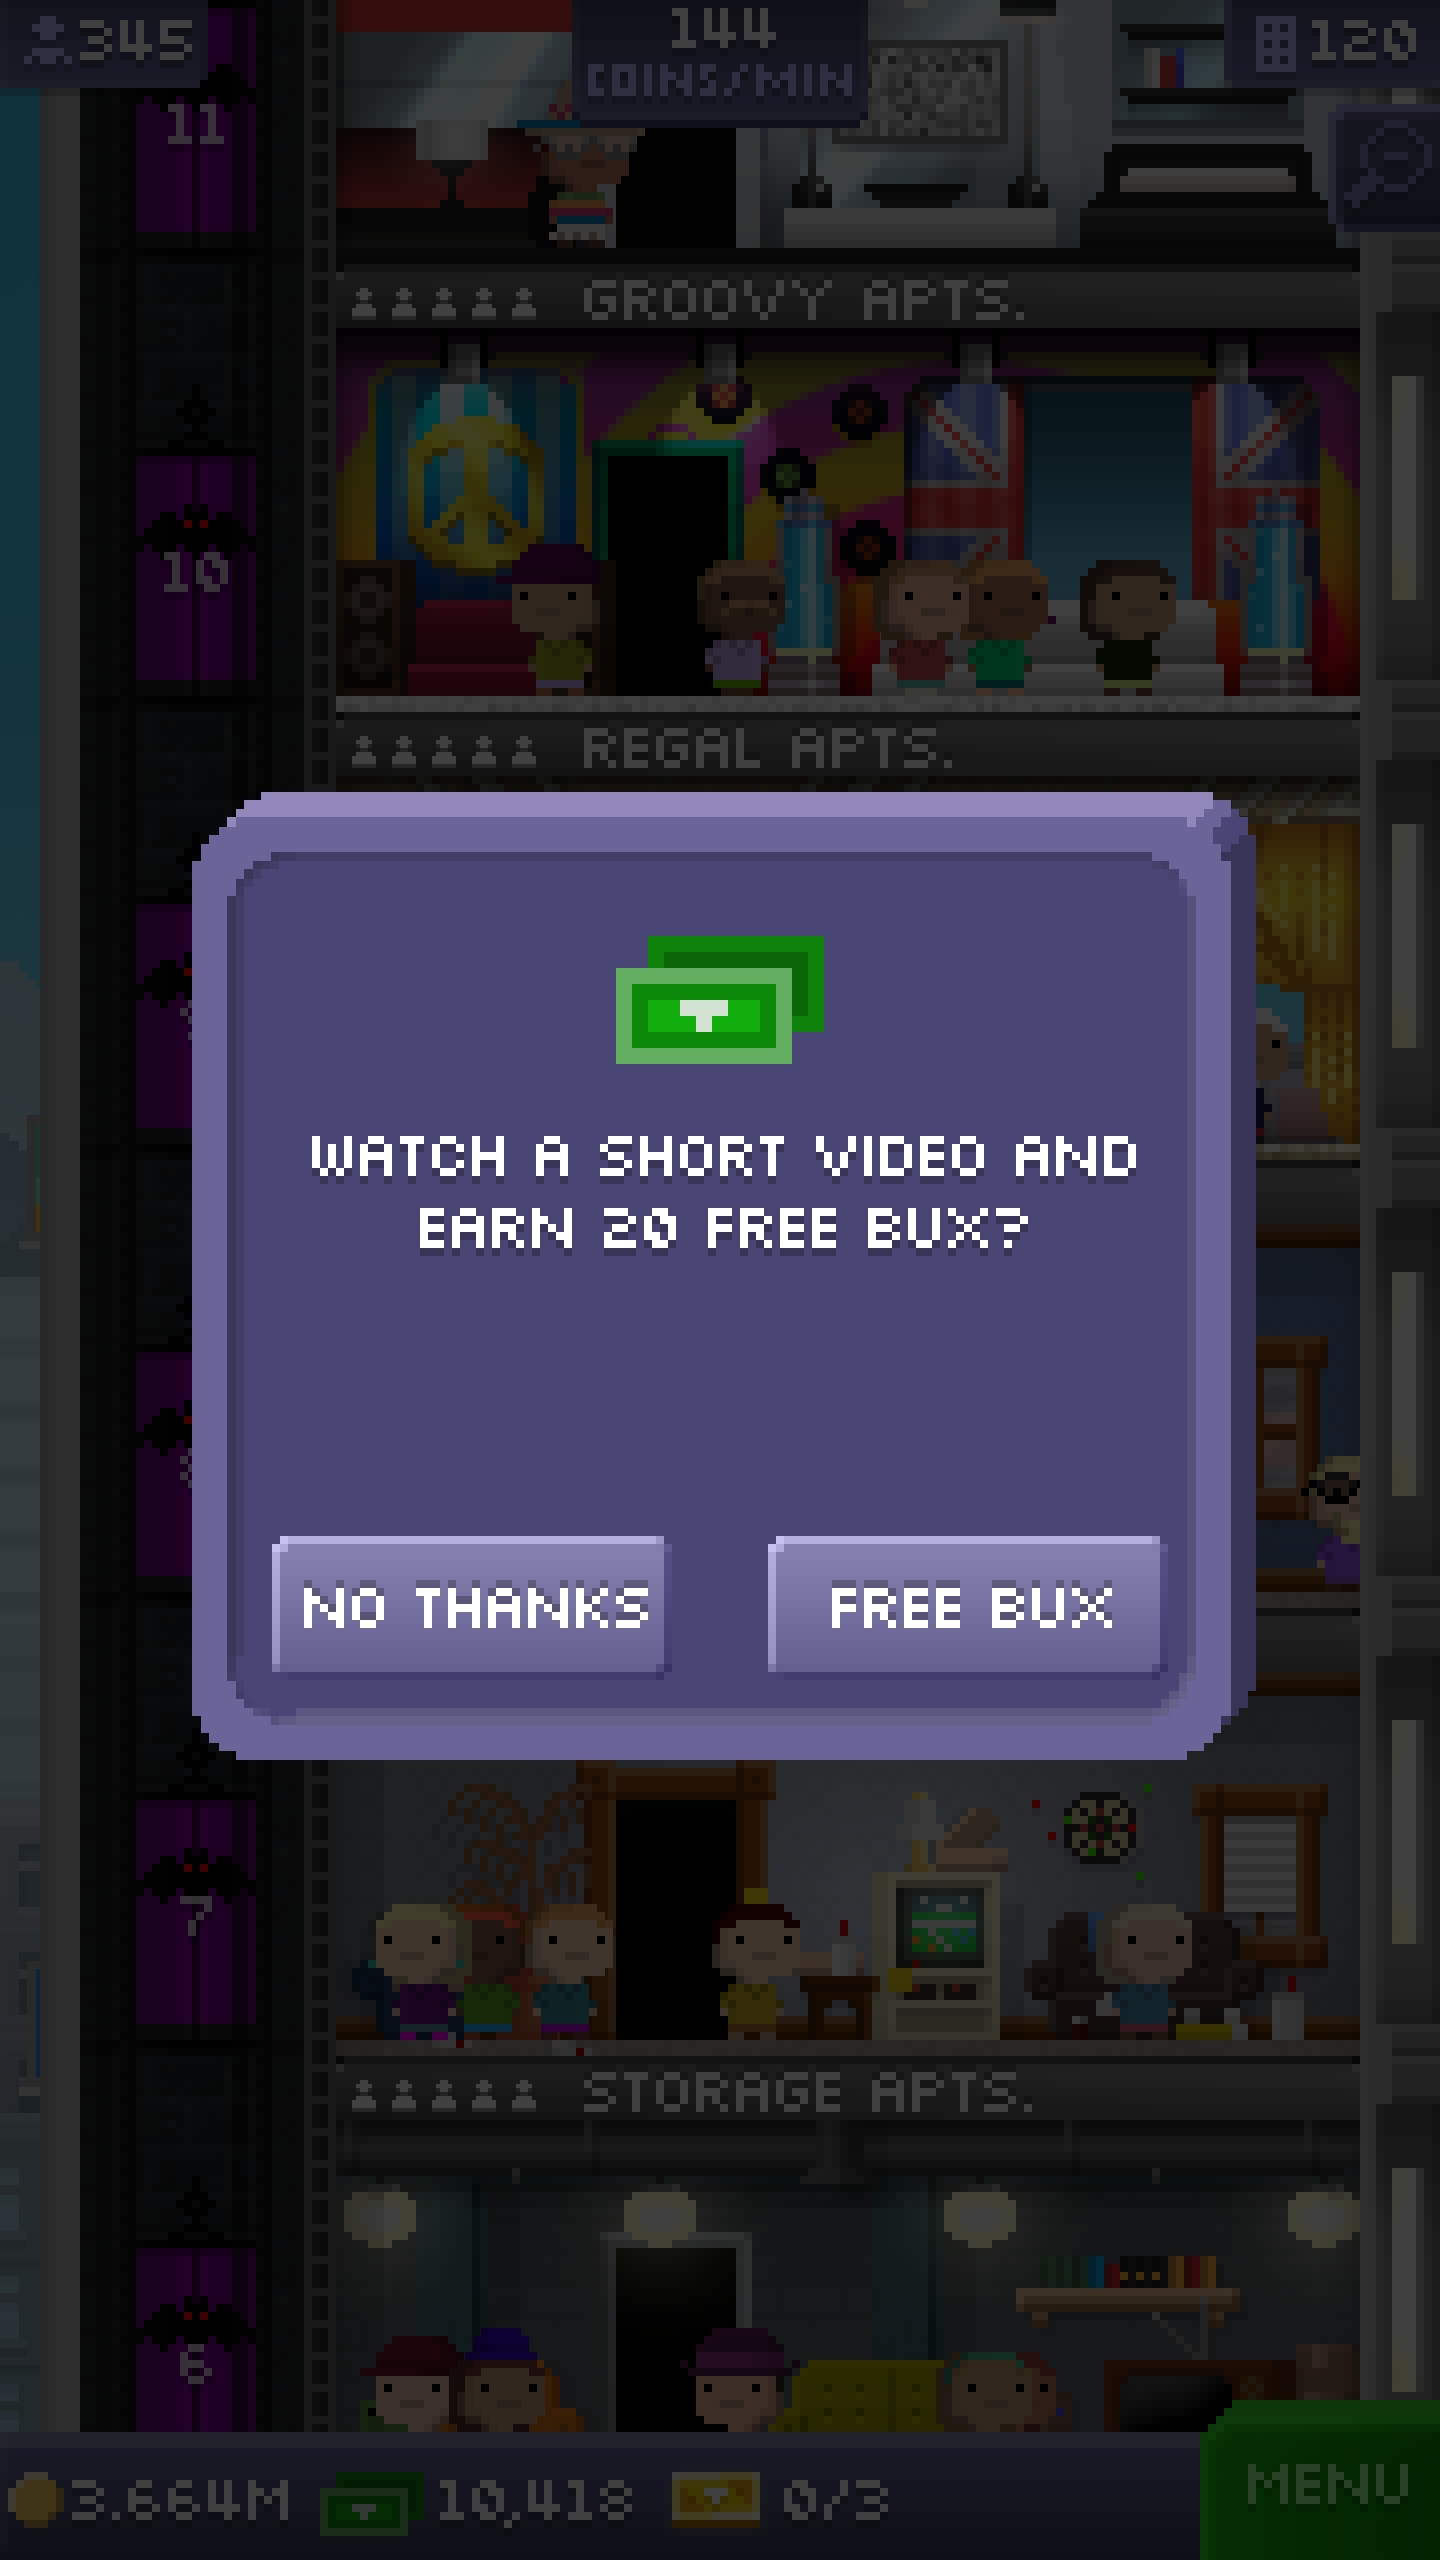 345
144
COINS/MIN
120
11
GROOVY APTS.
10
REGAL APTS.
WATCH A SHORT VIDEO AND
EARN 20 FREE BUX?
NO THANKS
FREE BUX
7
STORAGE APTS.
6
3.664M
10,418
0/3
MENU